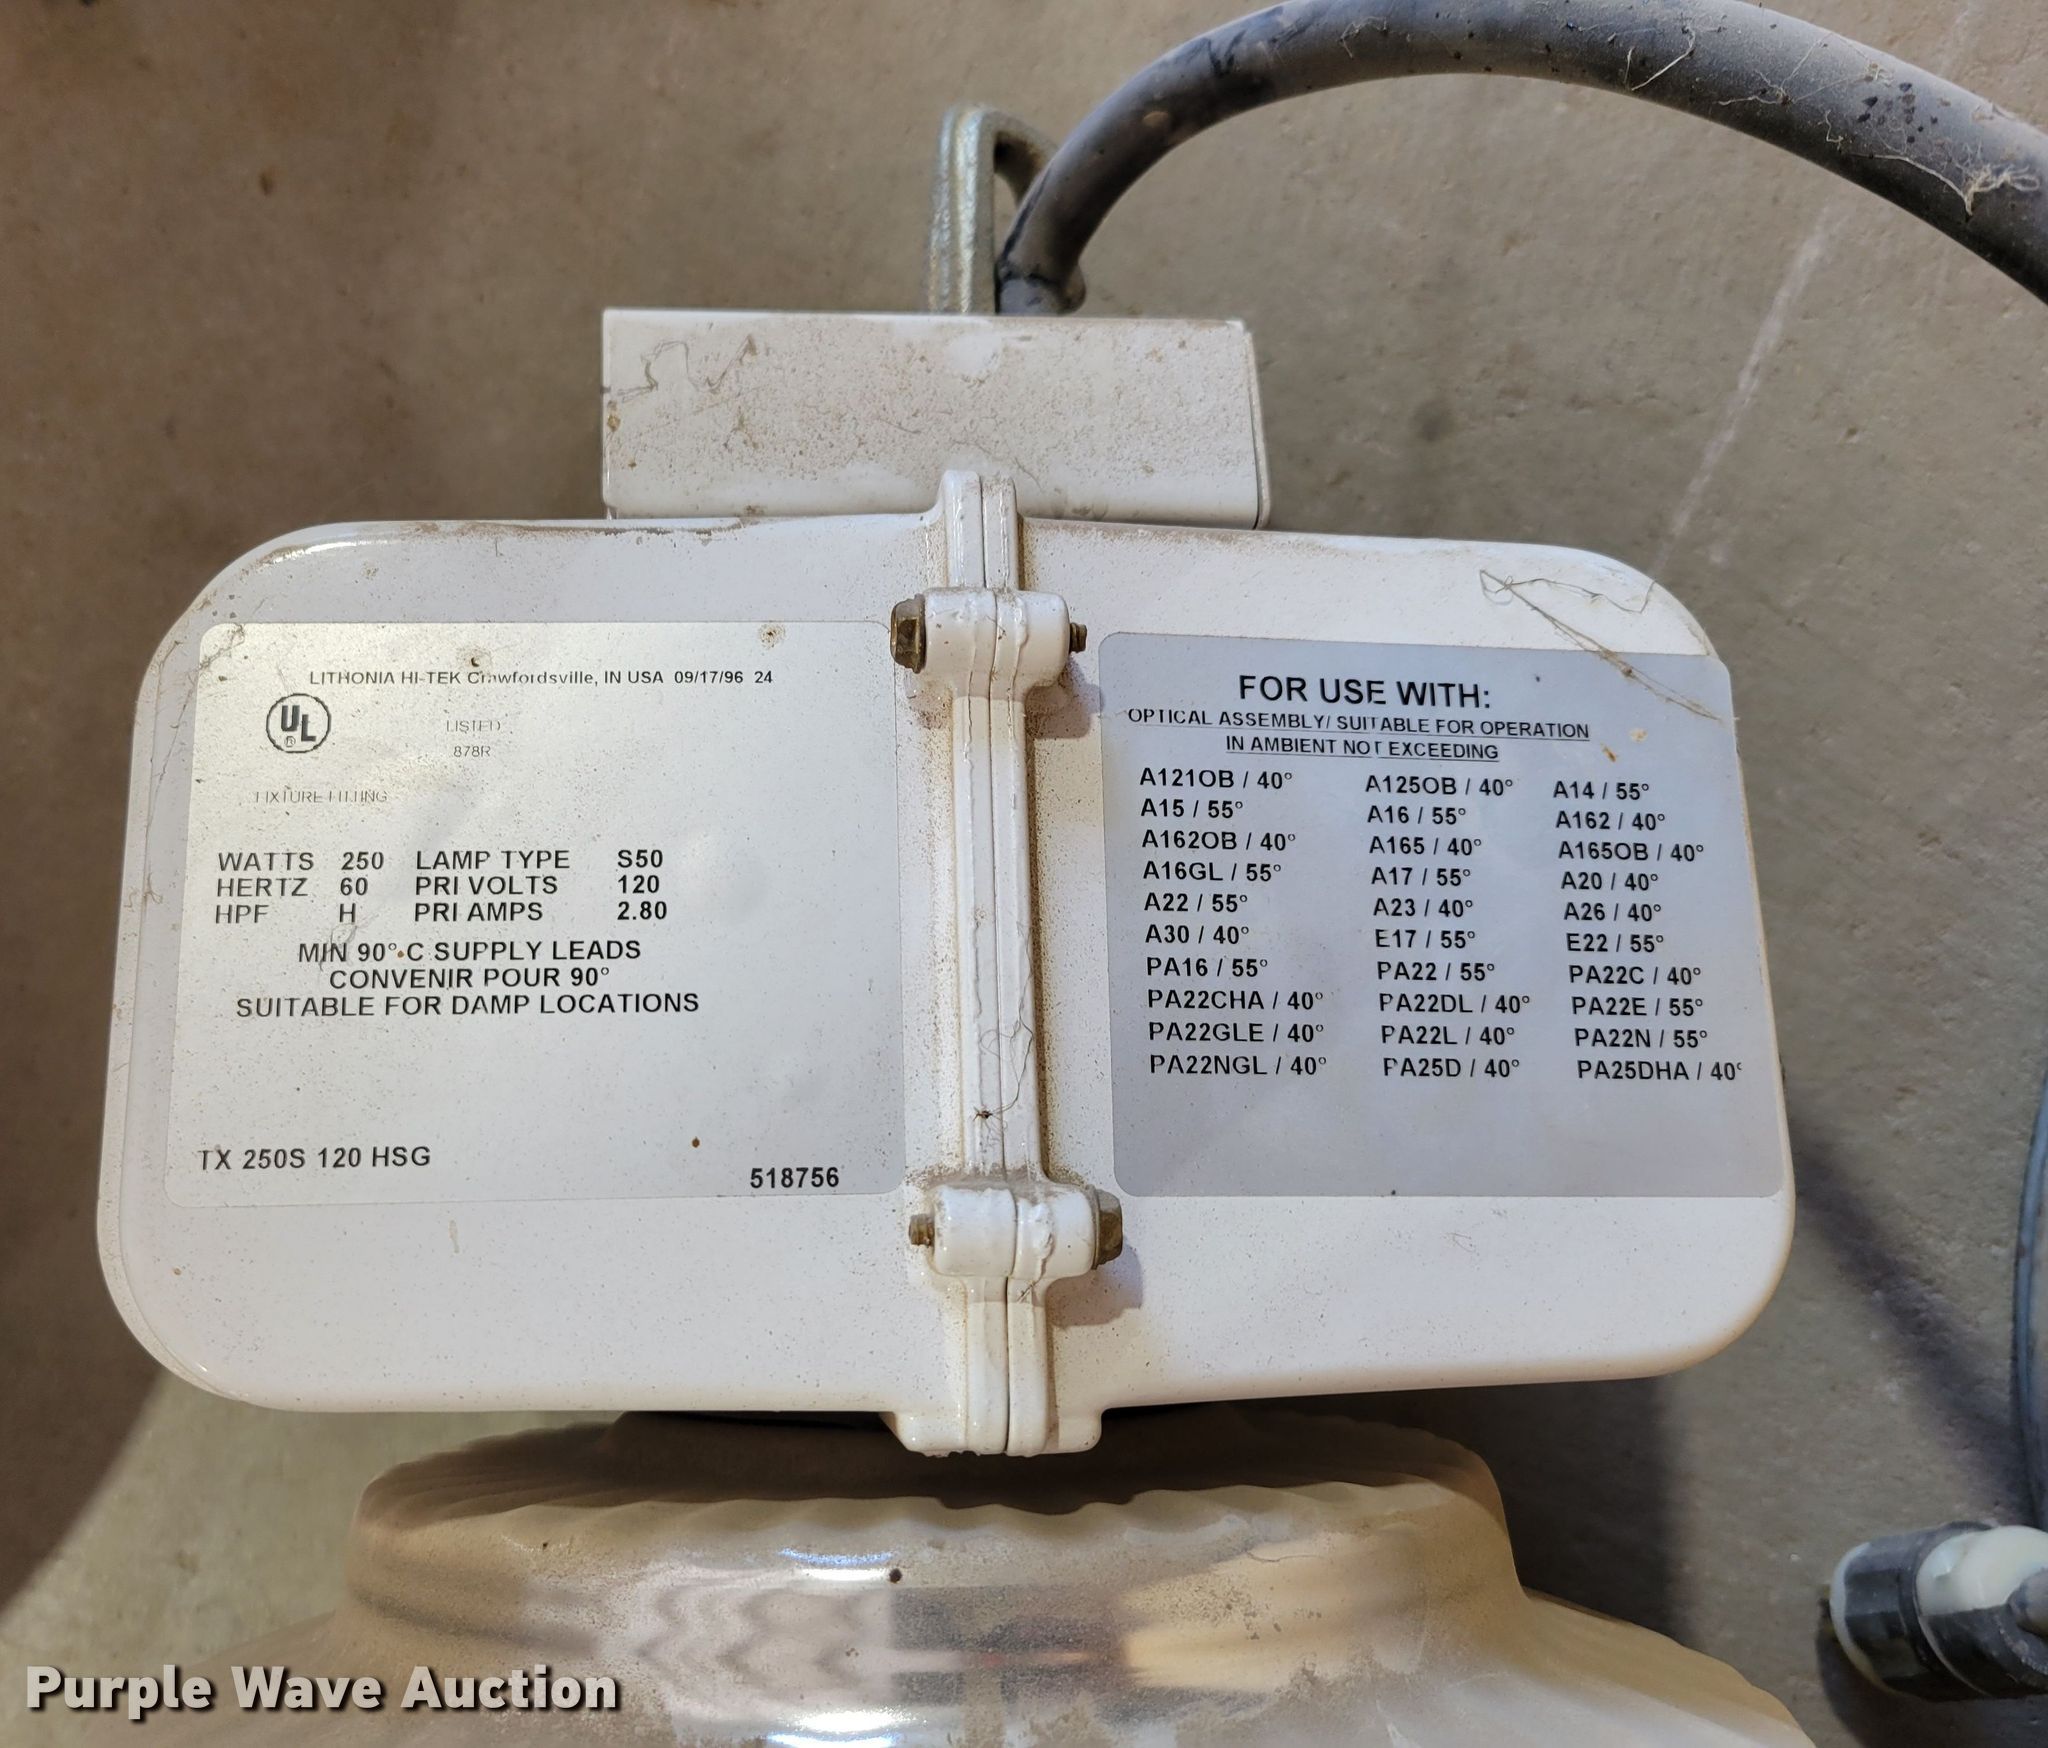 LITHONIA HI-TEK Crawfordsville, IN USA 09/17/96 24
UL ®
LISTED
878R
FIXTURE FITTING
WATTS 250 LAMP TYPE S50
HERTZ 60 PRI VOLTS 120
HPF H PRI AMPS 2.80
MIN 90° C SUPPLY LEADS
CONVENIR POUR 90°
SUITABLE FOR DAMP LOCATIONS
TX 250S 120 HSG
518756
FOR USE WITH:
OPTICAL ASSEMBLY/ SUITABLE FOR OPERATION
IN AMBIENT NOT EXCEEDING
A121OB / 40° A125OB / 40° A14 / 55°
A15 / 55° A16 / 55° A162 / 40°
A162OB / 40° A165 / 40° A165OB / 40°
A16GL / 55° A17 / 55° A20 / 40°
A22 / 55° A23 / 40° A26 / 40°
A30 / 40° E17 / 55° E22 / 55°
PA16 / 55° PA22 / 55° PA22C / 40°
PA22CHA / 40° PA22DL / 40° PA22E / 55°
PA22GLE / 40° PA22L / 40° PA22N / 55°
PA22NGL / 40° PA25D / 40° PA25DHA / 40°
Purple Wave Auction